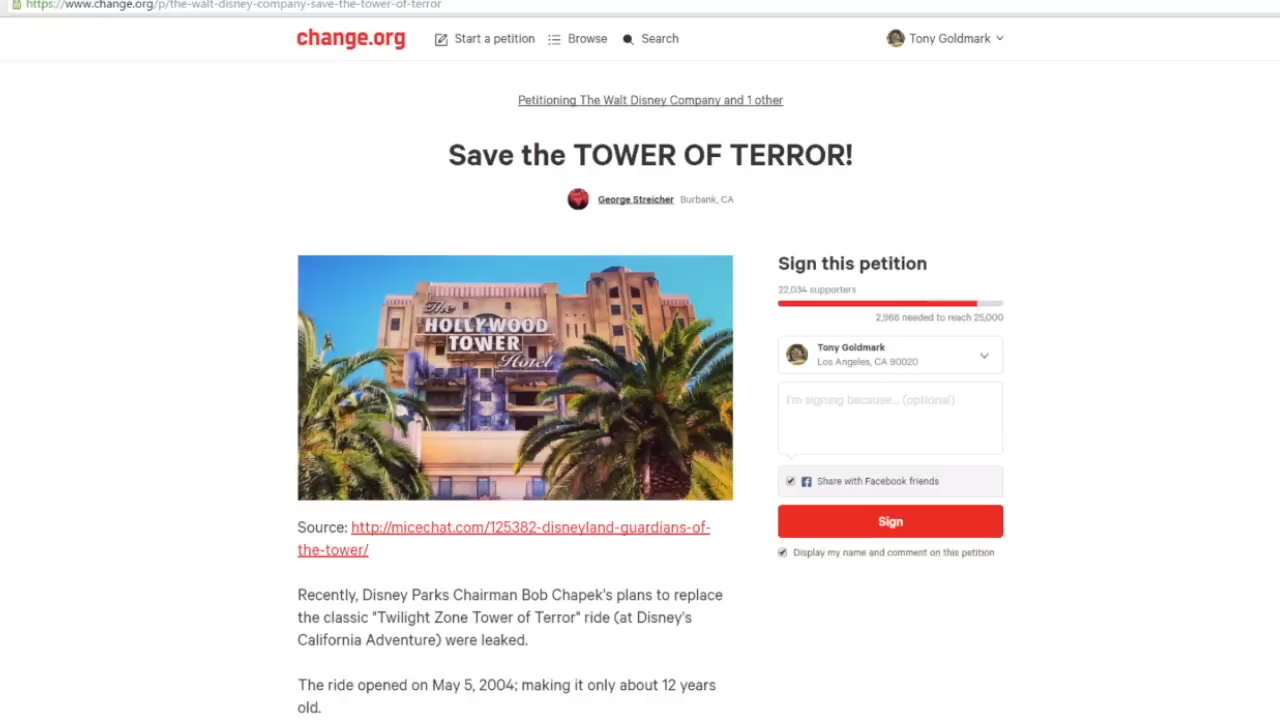 https://www.change.org/p/the-walt-disney-company-save-the-tower-of-terror
change.org
Start a petition
Browse
Search
Tony Goldmark
Petitioning The Walt Disney Company and 1 other
Save the TOWER OF TERROR!
George Streicher Burbank, CA
The
HOLLYWOOD
TOWER
Hotel
Source: http://micechat.com/125382-disneyland-guardians-of-
the-tower/
Recently, Disney Parks Chairman Bob Chapek's plans to replace
the classic "Twilight Zone Tower of Terror" ride (at Disney's
California Adventure) were leaked.
The ride opened on May 5, 2004; making it only about 12 years
old.
Sign this petition
22,034 supporters
2,966 needed to reach 25,000
Tony Goldmark
Los Angeles, CA 90020
I'm signing because... (optional)
Share with Facebook friends
Sign
Display my name and comment on this petition